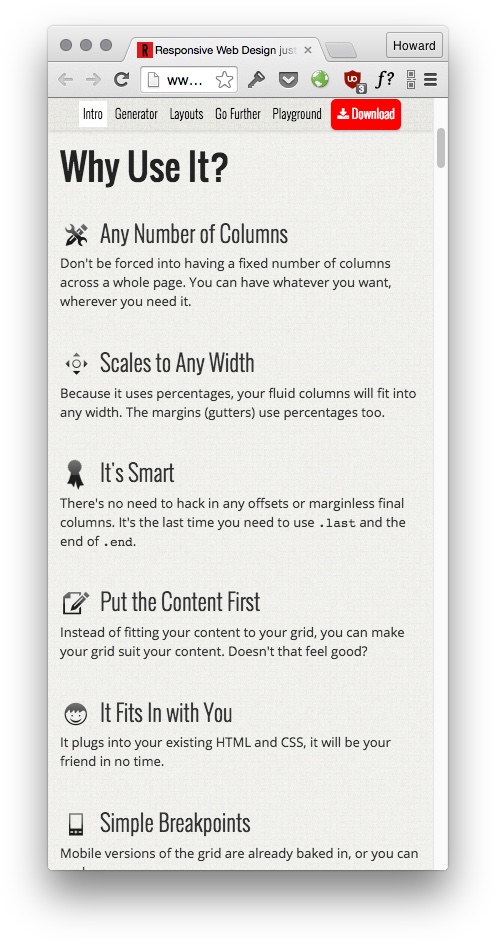 Responsive Web Design just
Howard
ww...
3
f?
Intro Generator Layouts Go Further Playground Download
Why Use It?
Any Number of Columns
Don't be forced into having a fixed number of columns
across a whole page. You can have whatever you want,
wherever you need it.
Scales to Any Width
Because it uses percentages, your fluid columns will fit into
any width. The margins (gutters) use percentages too.
It's Smart
There's no need to hack in any offsets or marginless final
columns. It's the last time you need to use .last and the
end of .end.
Put the Content First
Instead of fitting your content to your grid, you can make
your grid suit your content. Doesn't that feel good?
It Fits In with You
It plugs into your existing HTML and CSS, it will be your
friend in no time.
Simple Breakpoints
Mobile versions of the grid are already baked in, or you can